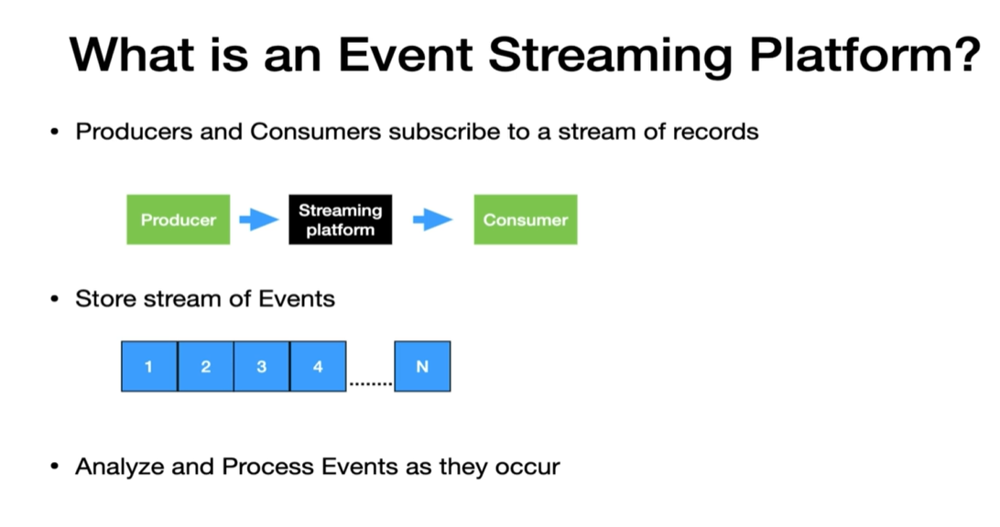 What is an Event Streaming Platform?
• Producers and Consumers subscribe to a stream of records
Producer
Streaming
platform
Consumer
• Store stream of Events
1 2 3 4 ........ N
• Analyze and Process Events as they occur